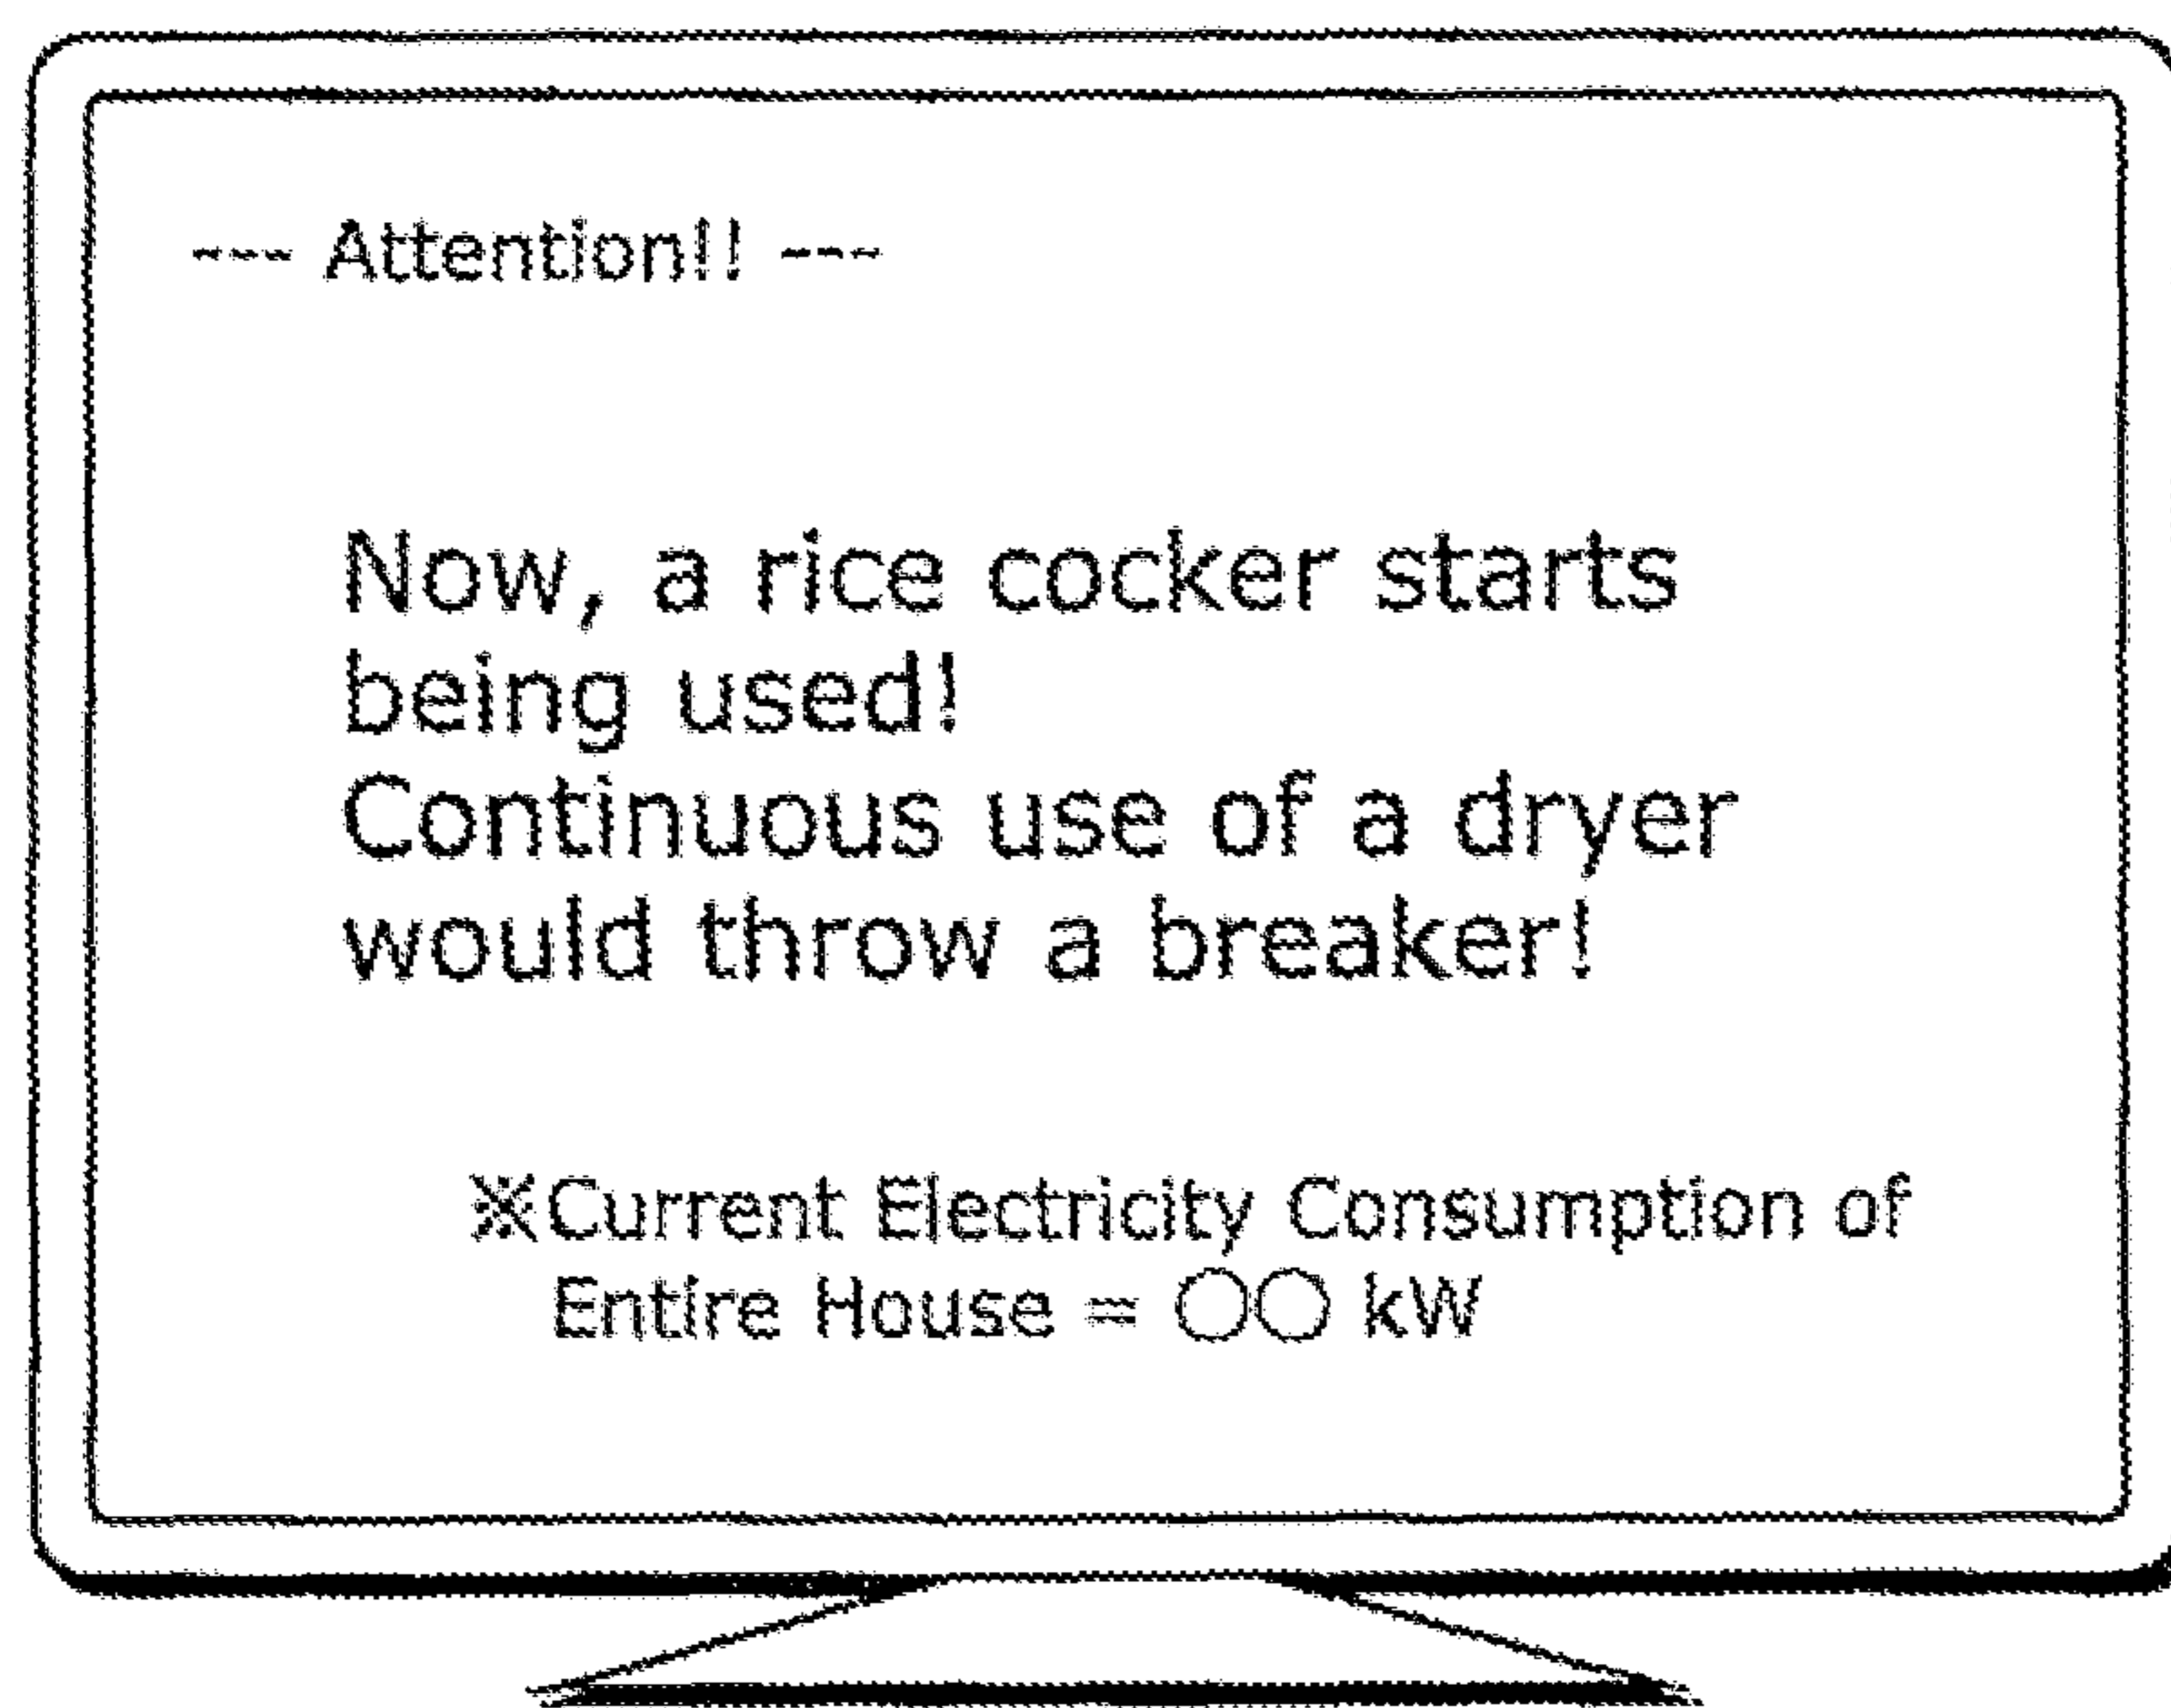 --- Attention!! ---
Now, a rice cocker starts
being used!
Continuous use of a dryer
would throw a breaker!
※Current Electricity Consumption of
Entire House = ○○ kW